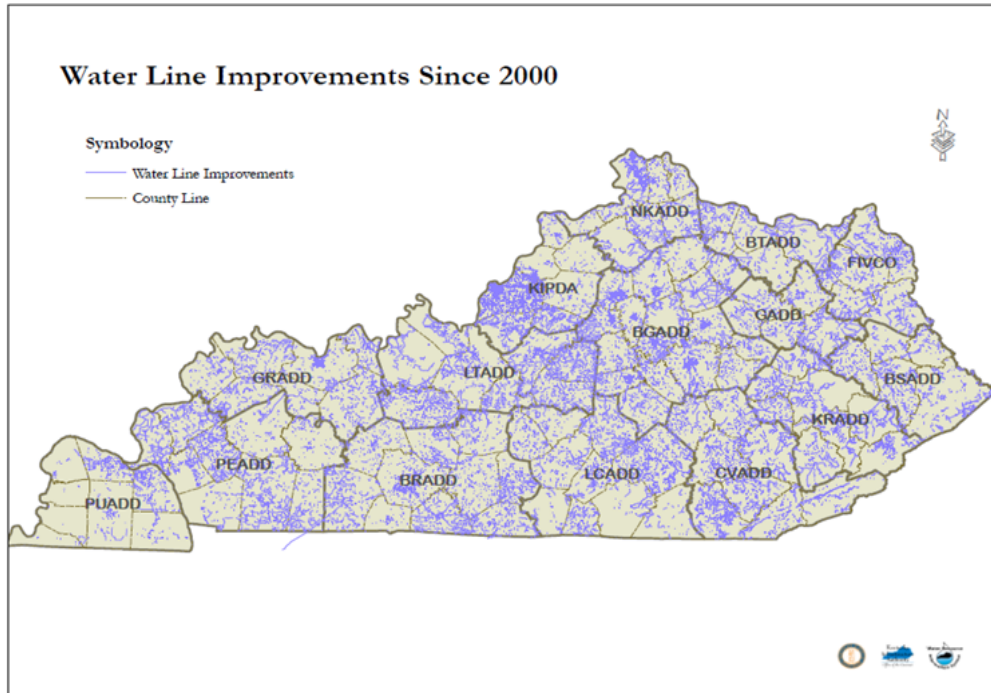 Water Line Improvements Since 2000
Symbology
Water Line Improvements
County Line
N
NKADD
BTADD
FIVCO
KIPDA
GADD
BGADD
GRADD
LTADD
BSADD
KRADD
PEADD
BRADD
LCADD
CVADD
PUADD